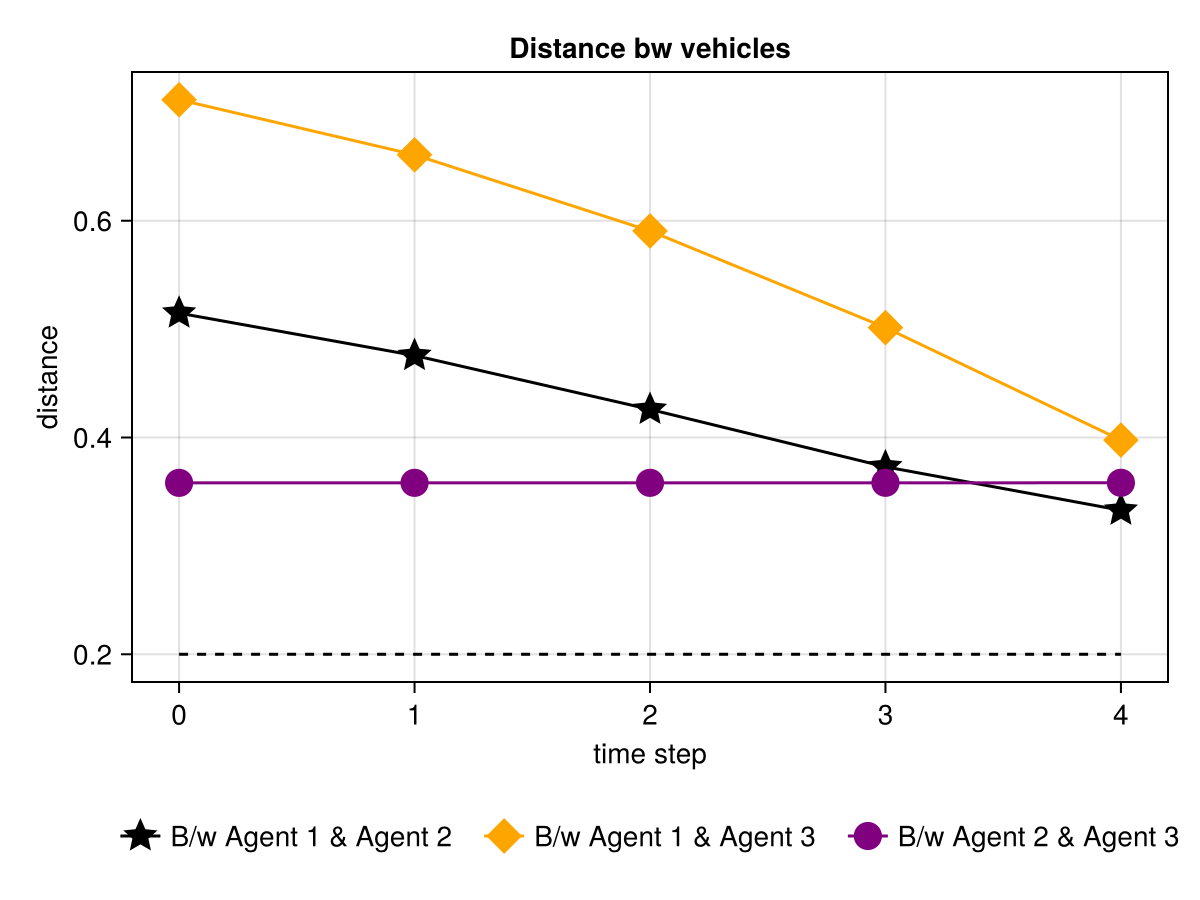 Distance bw vehicles
distance
0.6
0.4
0.2
0 1 2 3 4
time step
B/w Agent 1 & Agent 2 B/w Agent 1 & Agent 3 B/w Agent 2 & Agent 3